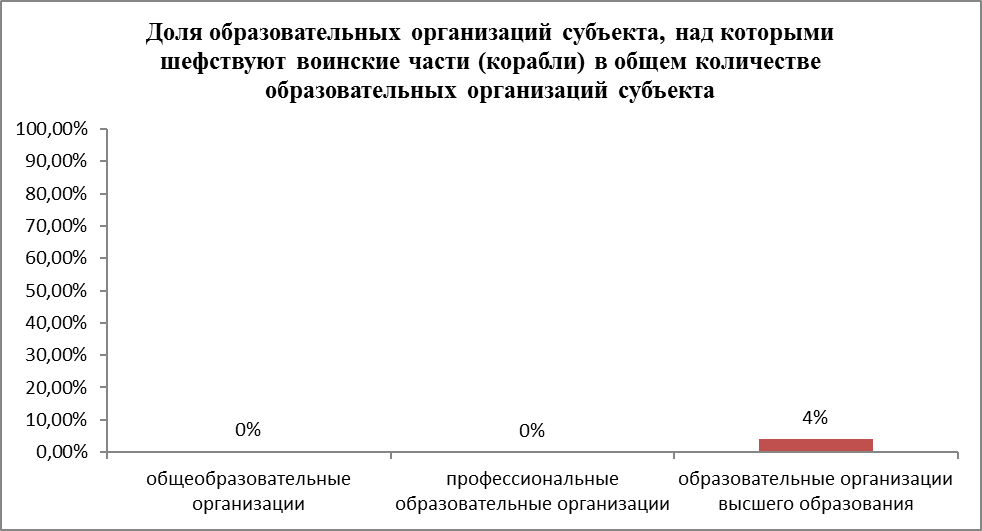 Доля образовательных организаций субъекта, над которыми
шефствуют воинские части (корабли) в общем количестве
образовательных организаций субъекта
100,00%
90,00%
80,00%
70,00%
60,00%
50,00%
40,00%
30,00%
20,00%
10,00%
0,00%
0%
0%
4%
общеобразовательные
организации
профессиональные
образовательные организации
образовательные организации
высшего образования